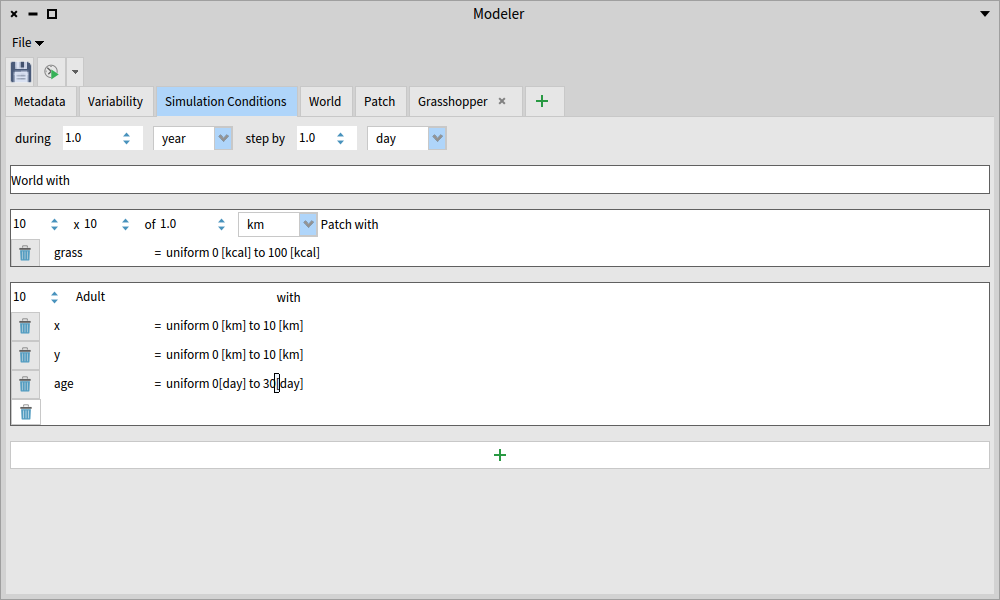 Modeler
File
Metadata Variability Simulation Conditions World Patch Grasshopper
during 1.0 year step by 1.0 day
World with
10 x 10 of 1.0 km Patch with
grass = uniform 0 [kcal] to 100 [kcal]
10 Adult with
x = uniform 0 [km] to 10 [km]
y = uniform 0 [km] to 10 [km]
age = uniform 0[day] to 30[day]